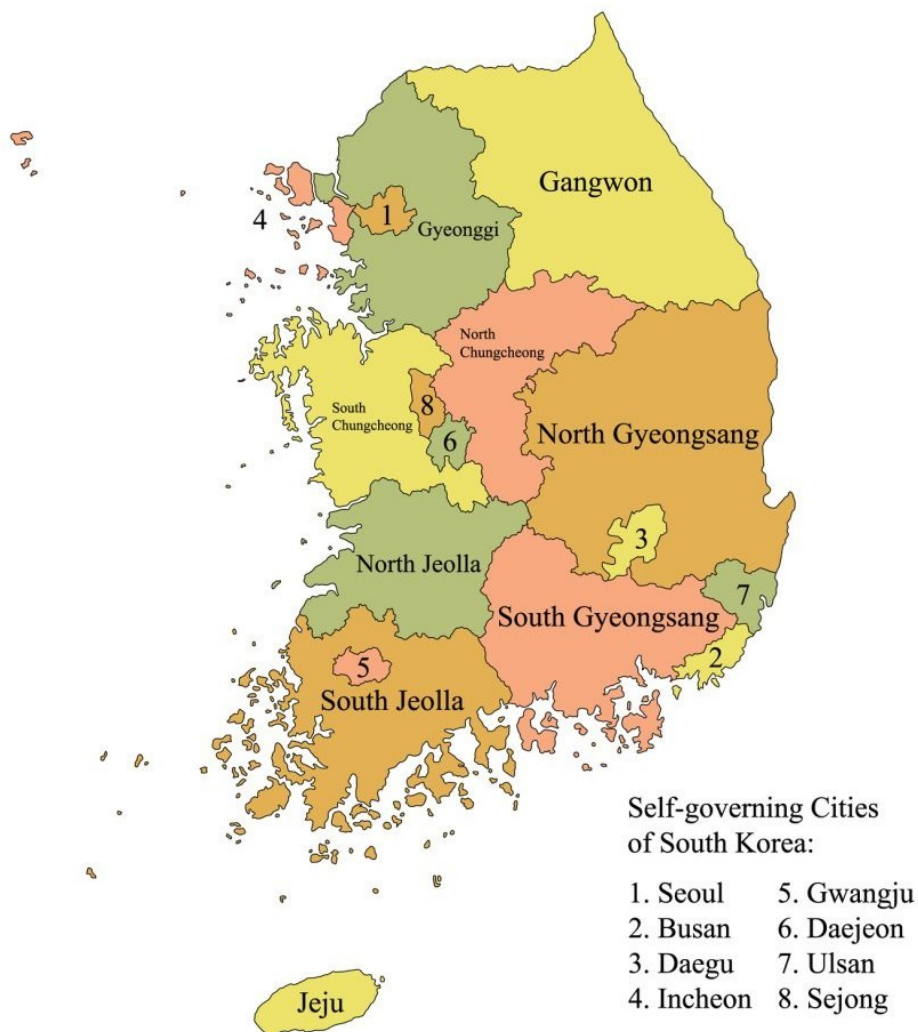 Gangwon
4
1
Gyeonggi
North
Chungcheong
South
Chungcheong
8
6
North Gyeongsang
3
North Jeolla
7
South Gyeongsang
2
5
South Jeolla
Self-governing Cities
of South Korea:
1. Seoul
2. Busan
3. Daegu
4. Incheon
5. Gwangju
6. Daejeon
7. Ulsan
8. Sejong
Jeju